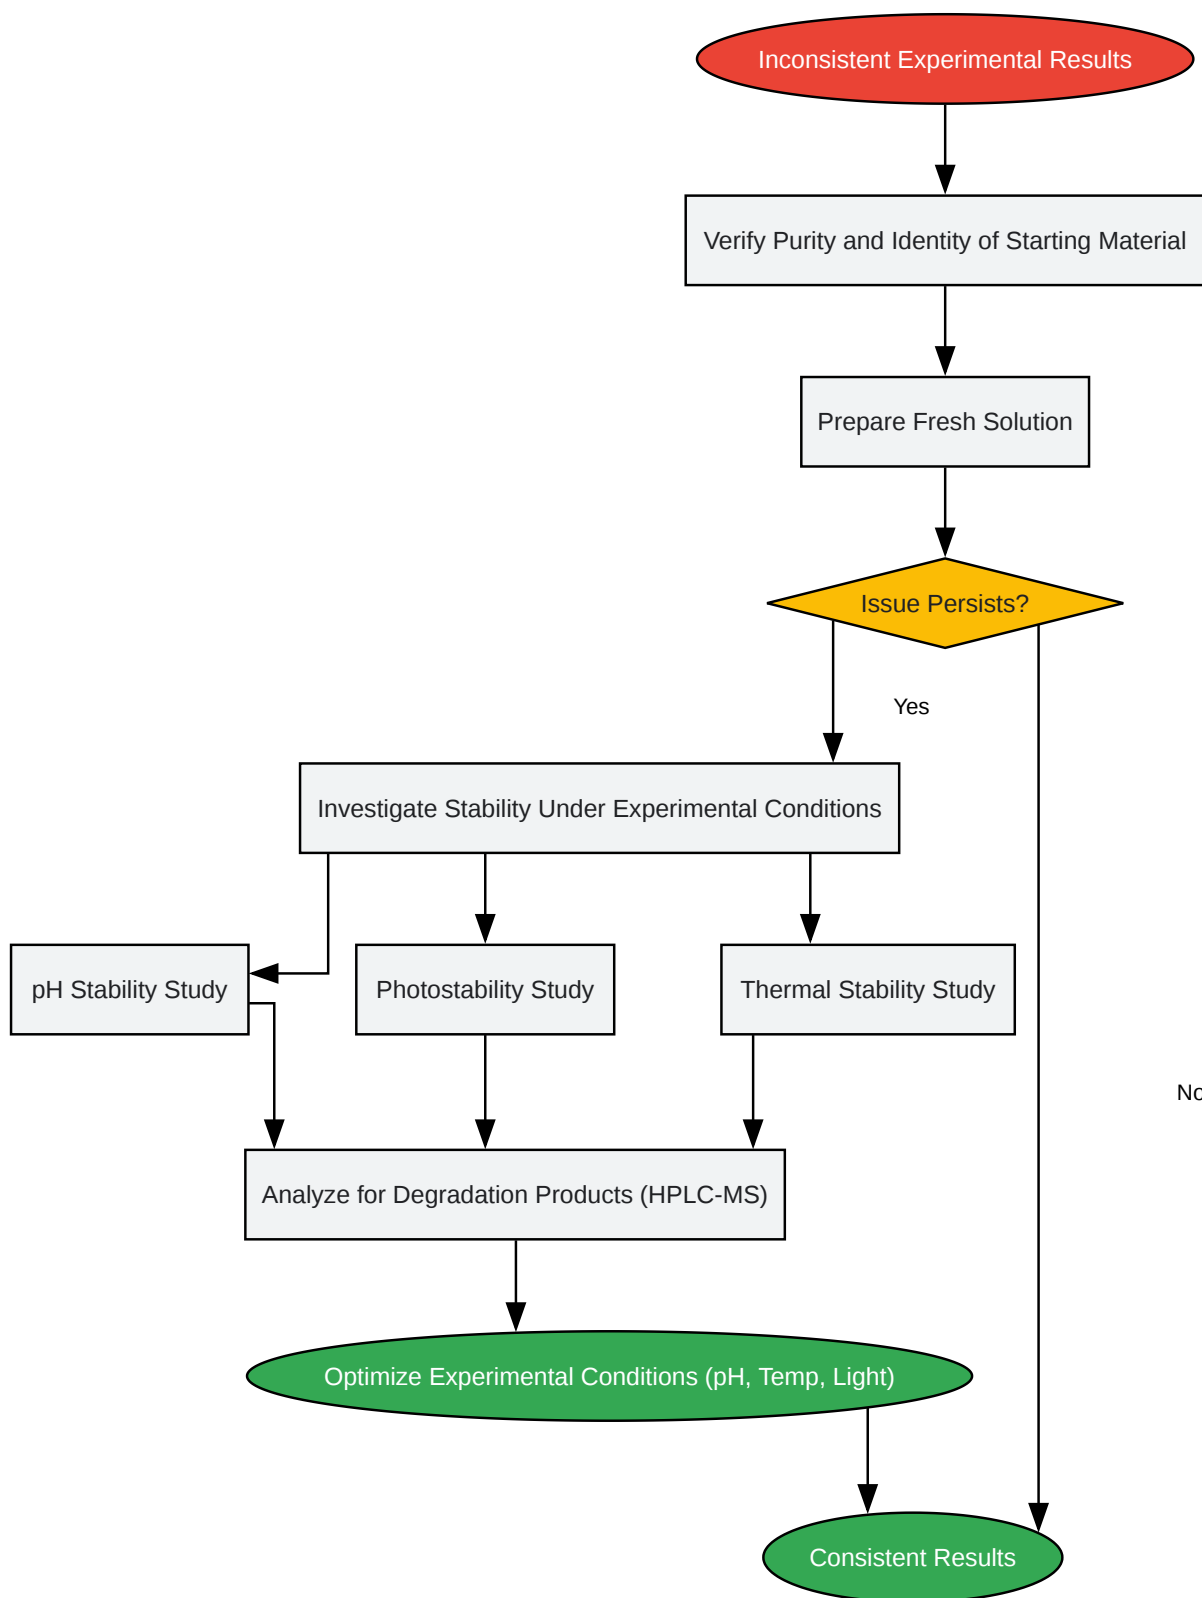 Inconsistent Experimental Results
Verify Purity and Identity of Starting Material
Prepare Fresh Solution
Issue Persists?
Yes
Investigate Stability Under Experimental Conditions
pH Stability Study
Photostability Study
Thermal Stability Study
No
Analyze for Degradation Products (HPLC-MS)
Optimize Experimental Conditions (pH, Temp, Light)
Consistent Results